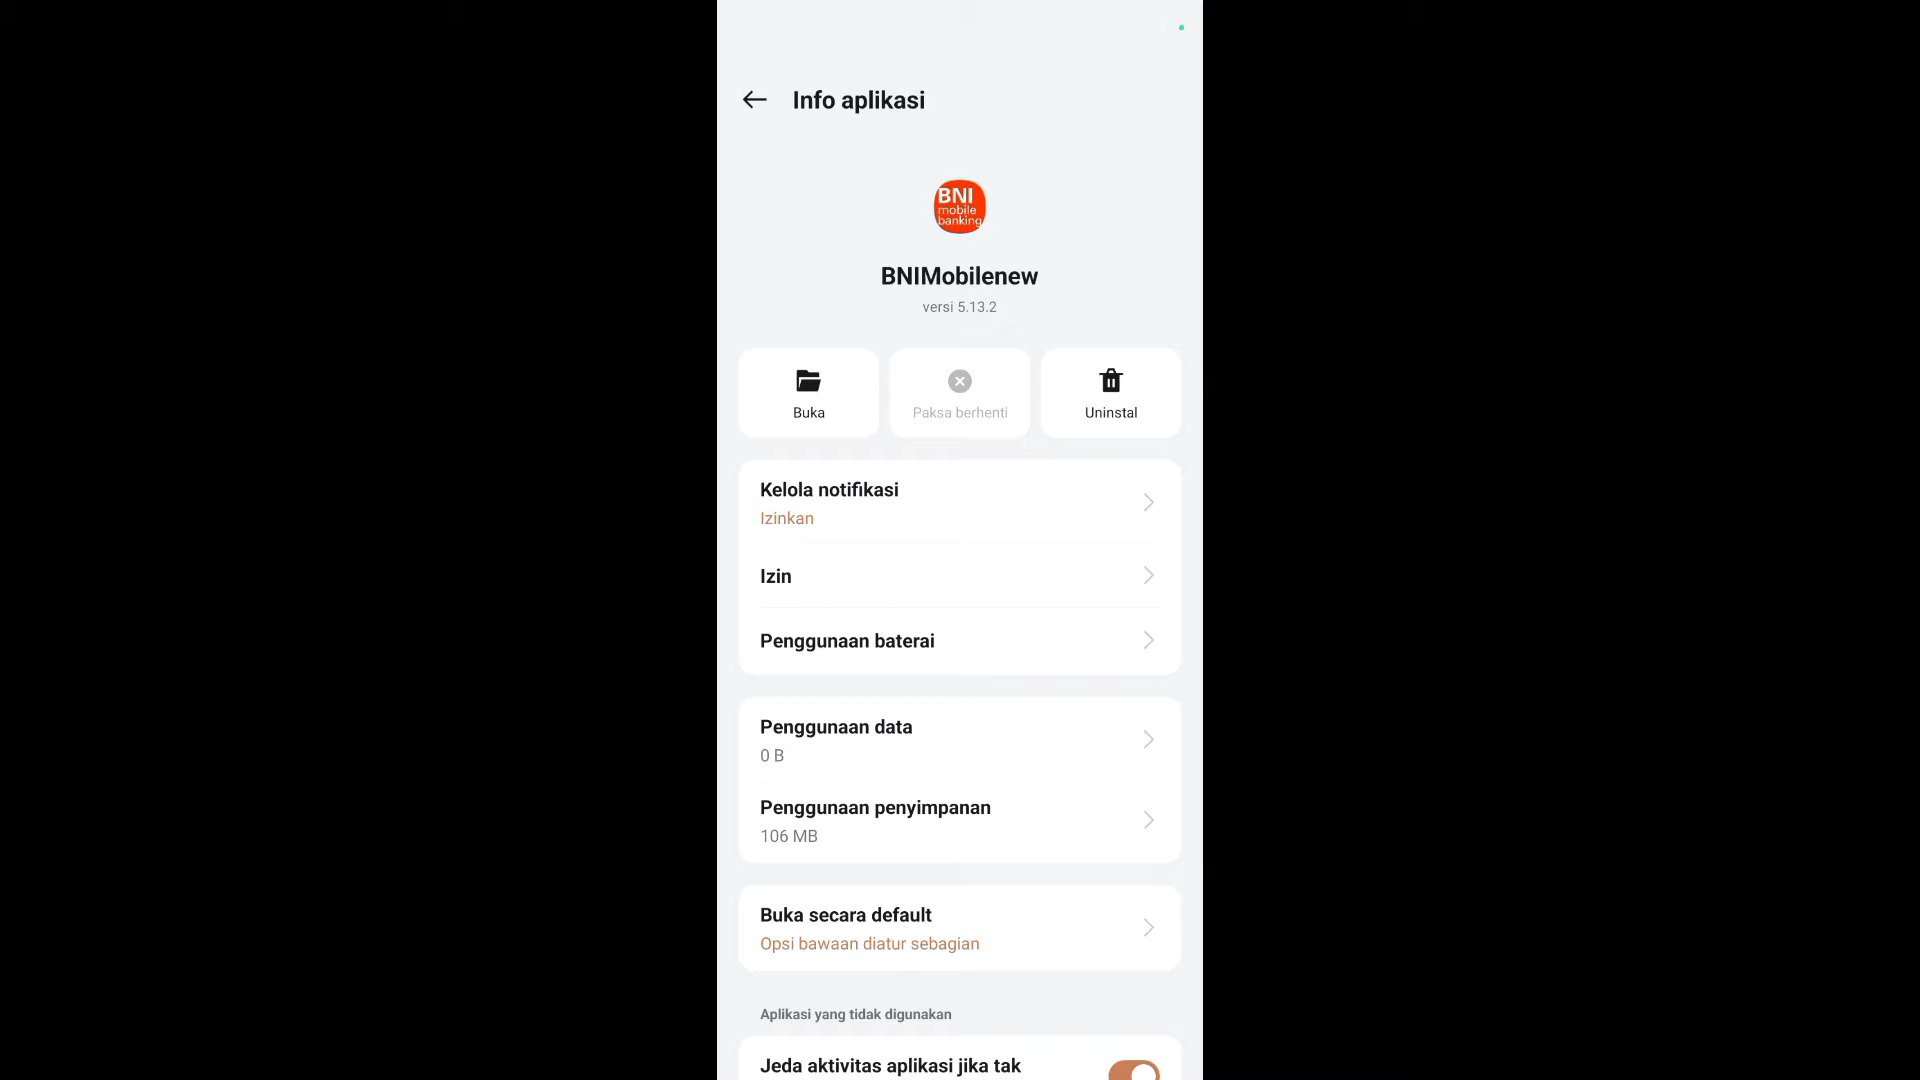 Info aplikasi
BNI
mobile
banking
BNIMobilenew
versi 5.13.2
Buka
Paksa berhenti
Uninstal
Kelola notifikasi
Izinkan
Izin
Penggunaan baterai
Penggunaan data
0 B
Penggunaan penyimpanan
106 MB
Buka secara default
Opsi bawaan diatur sebagian
Aplikasi yang tidak digunakan
Jeda aktivitas aplikasi jika tak